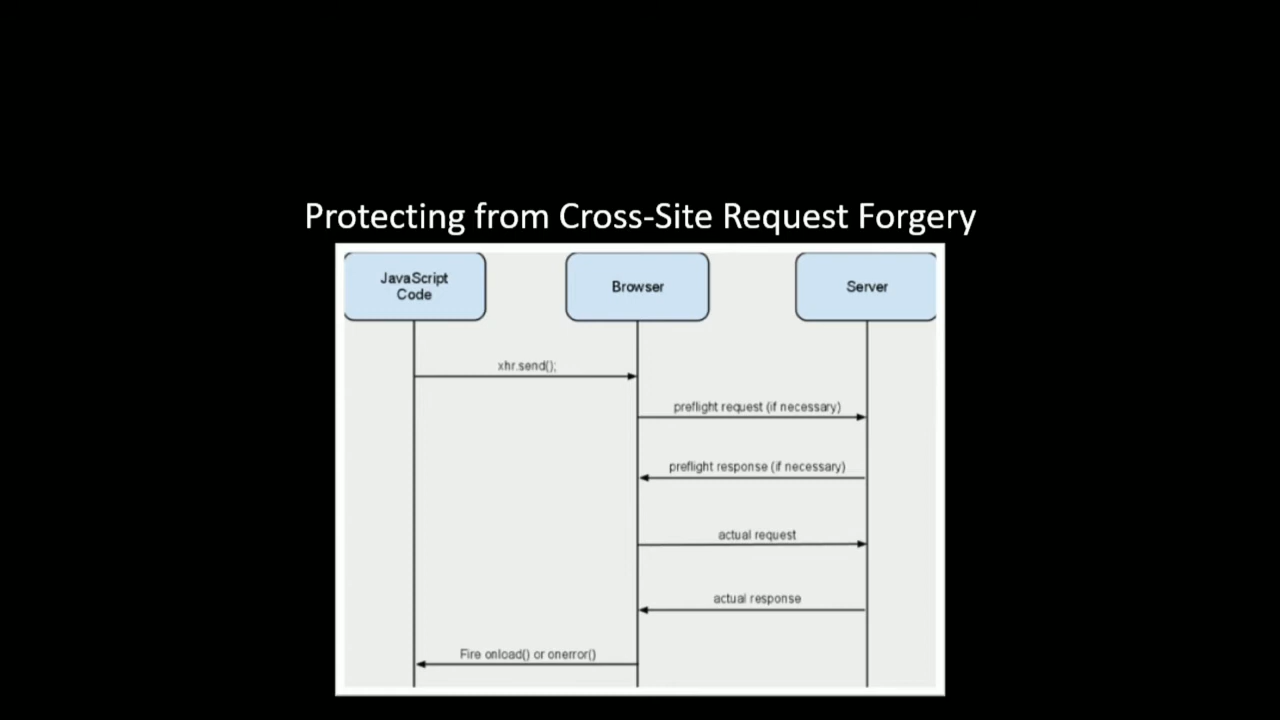 Protecting from Cross-Site Request Forgery
JavaScript
Code
Browser
Server
xhr.send();
preflight request (if necessary)
preflight response (if necessary)
actual request
actual response
Fire onload() or onerror()